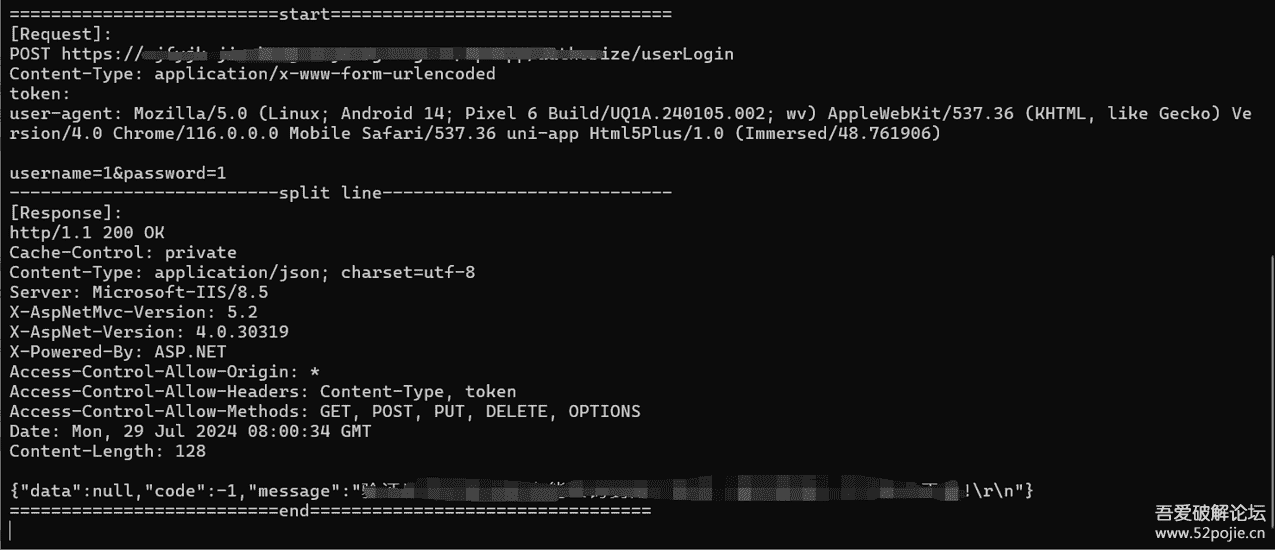 ==========================start=================================
[Request]:
POST https:// /userLogin
Content-Type: application/x-www-form-urlencoded
token:
user-agent: Mozilla/5.0 (Linux; Android 14; Pixel 6 Build/UQ1A.240105.002; wv) AppleWebKit/537.36 (KHTML, like Gecko) Ve
rsion/4.0 Chrome/116.0.0.0 Mobile Safari/537.36 uni-app Html5Plus/1.0 (Immersed/48.761906)
username=1&password=1
--------------------------split line----------------------------
[Response]:
http/1.1 200 OK
Cache-Control: private
Content-Type: application/json; charset=utf-8
Server: Microsoft-IIS/8.5
X-AspNetMvc-Version: 5.2
X-AspNet-Version: 4.0.30319
X-Powered-By: ASP.NET
Access-Control-Allow-Origin: *
Access-Control-Allow-Headers: Content-Type, token
Access-Control-Allow-Methods: GET, POST, PUT, DELETE, OPTIONS
Date: Mon, 29 Jul 2024 08:00:34 GMT
Content-Length: 128
{"data":null,"code":-1,"message":" !\r\n"}
==========================end=================================
吾爱破解论坛
www.52pojie.cn